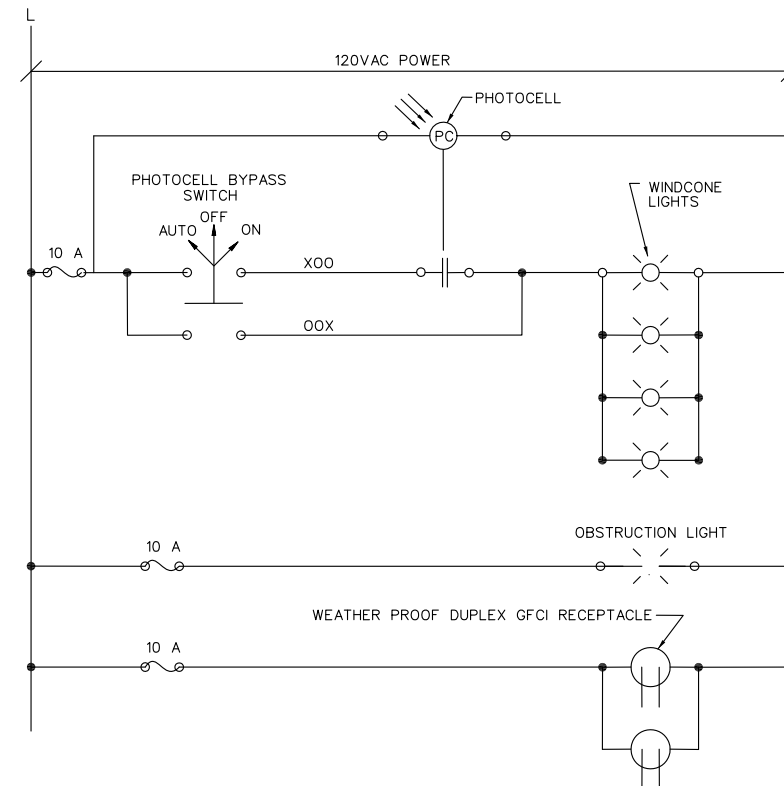 L
120VAC POWER
PHOTOCELL
PC
PHOTOCELL BYPASS
SWITCH
OFF
AUTO
ON
WINDCONE
LIGHTS
10 A
XOO
OOX
OBSTRUCTION LIGHT
10 A
WEATHER PROOF DUPLEX GFCI RECEPTACLE
10 A